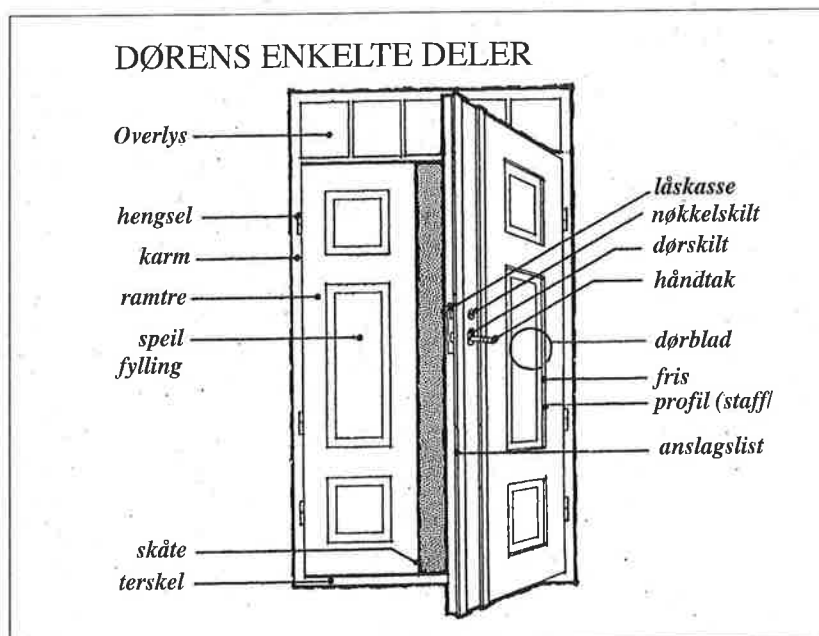 DØRENS ENKELTE DELER
Overlys
hengsel
karm
ramtre
speil
fylling
skåte
terskel
låskasse
nøkkelskilt
dørskilt
håndtak
dørblad
fris
profil (staff/
anslagslist